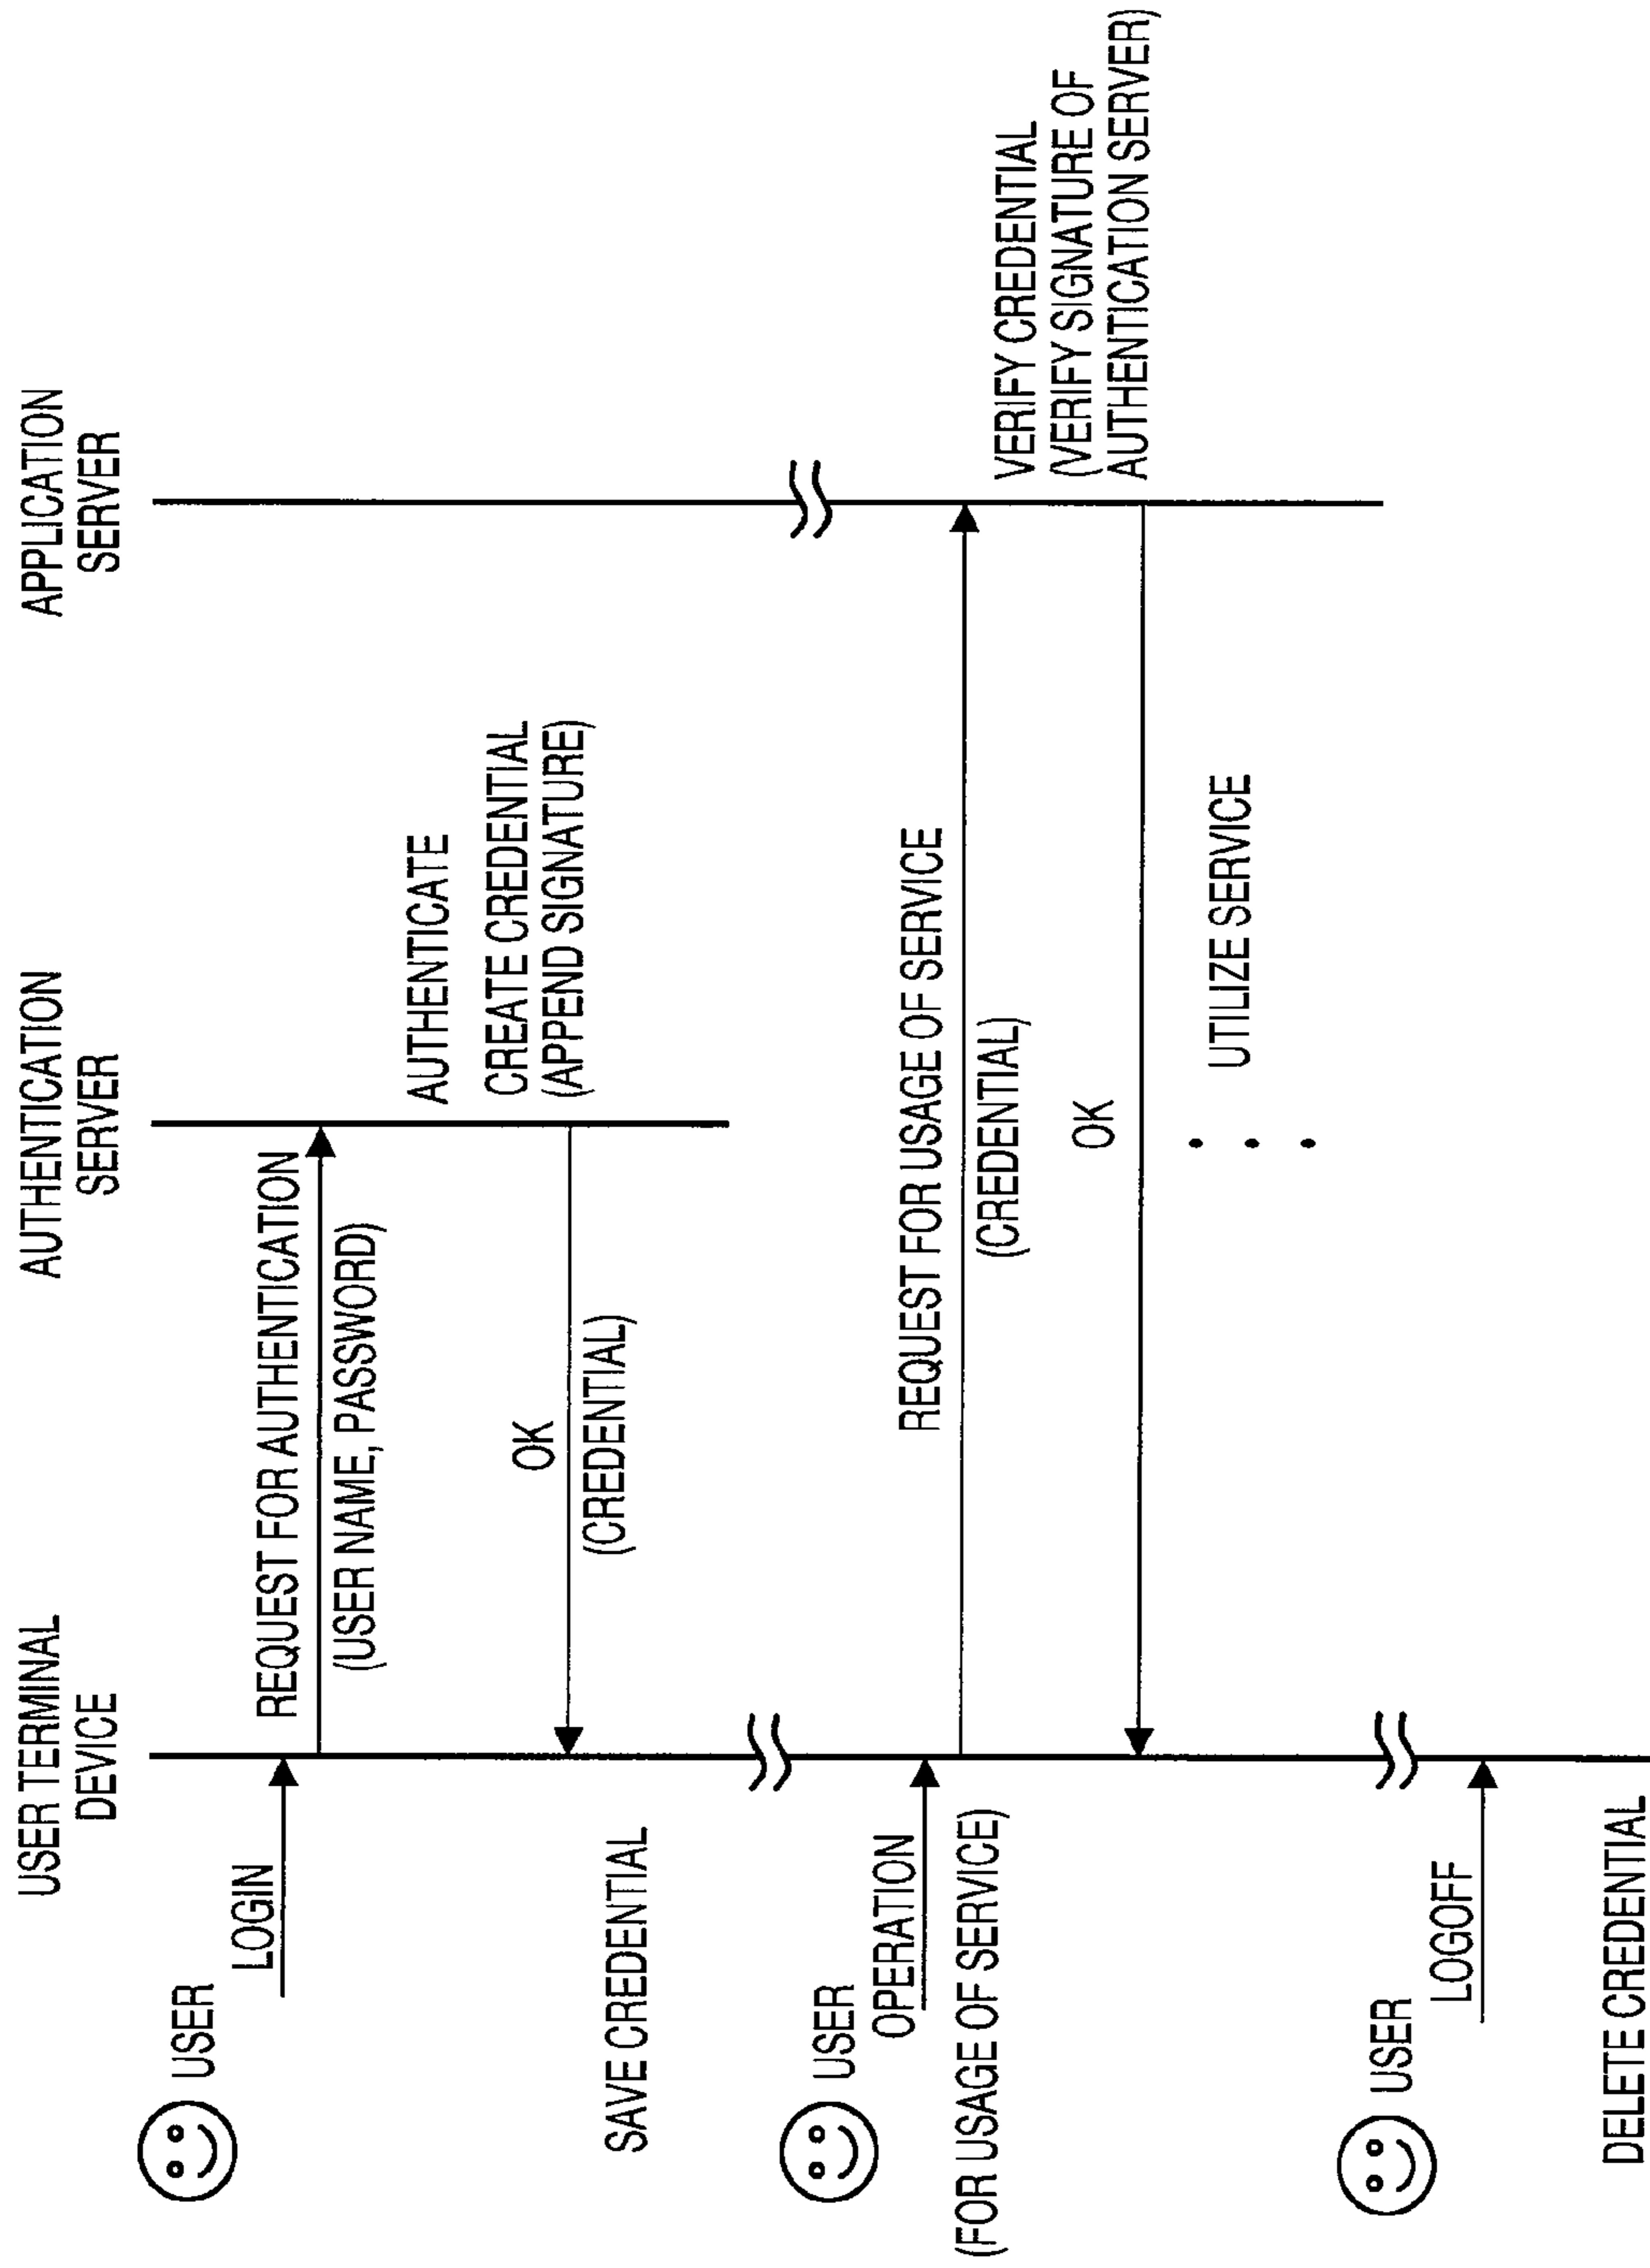 USER TERMINAL
DEVICE
AUTHENTICATION
SERVER
APPLICATION
SERVER
USER
LOGIN
REQUEST FOR AUTHENTICATION
(USER NAME, PASSWORD)
AUTHENTICATE
CREATE CREDENTIAL
(APPEND SIGNATURE)
OK
(CREDENTIAL)
SAVE CREDENTIAL
USER
OPERATION
(FOR USAGE OF SERVICE)
REQUEST FOR USAGE OF SERVICE
(CREDENTIAL)
VERIFY CREDENTIAL
(VERIFY SIGNATURE OF
AUTHENTICATION SERVER)
OK
UTILIZE SERVICE
USER
LOGOFF
DELETE CREDENTIAL